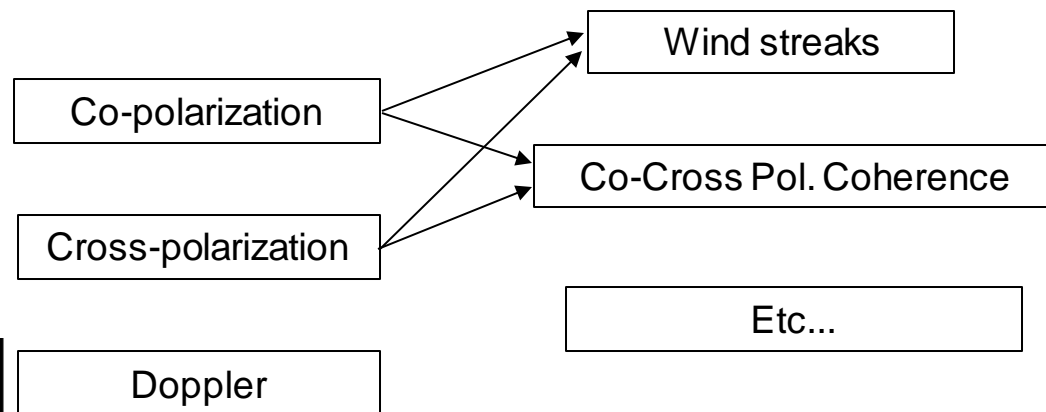 Wind streaks
Co-polarization
Co-Cross Pol. Coherence
Cross-polarization
Etc...
Doppler